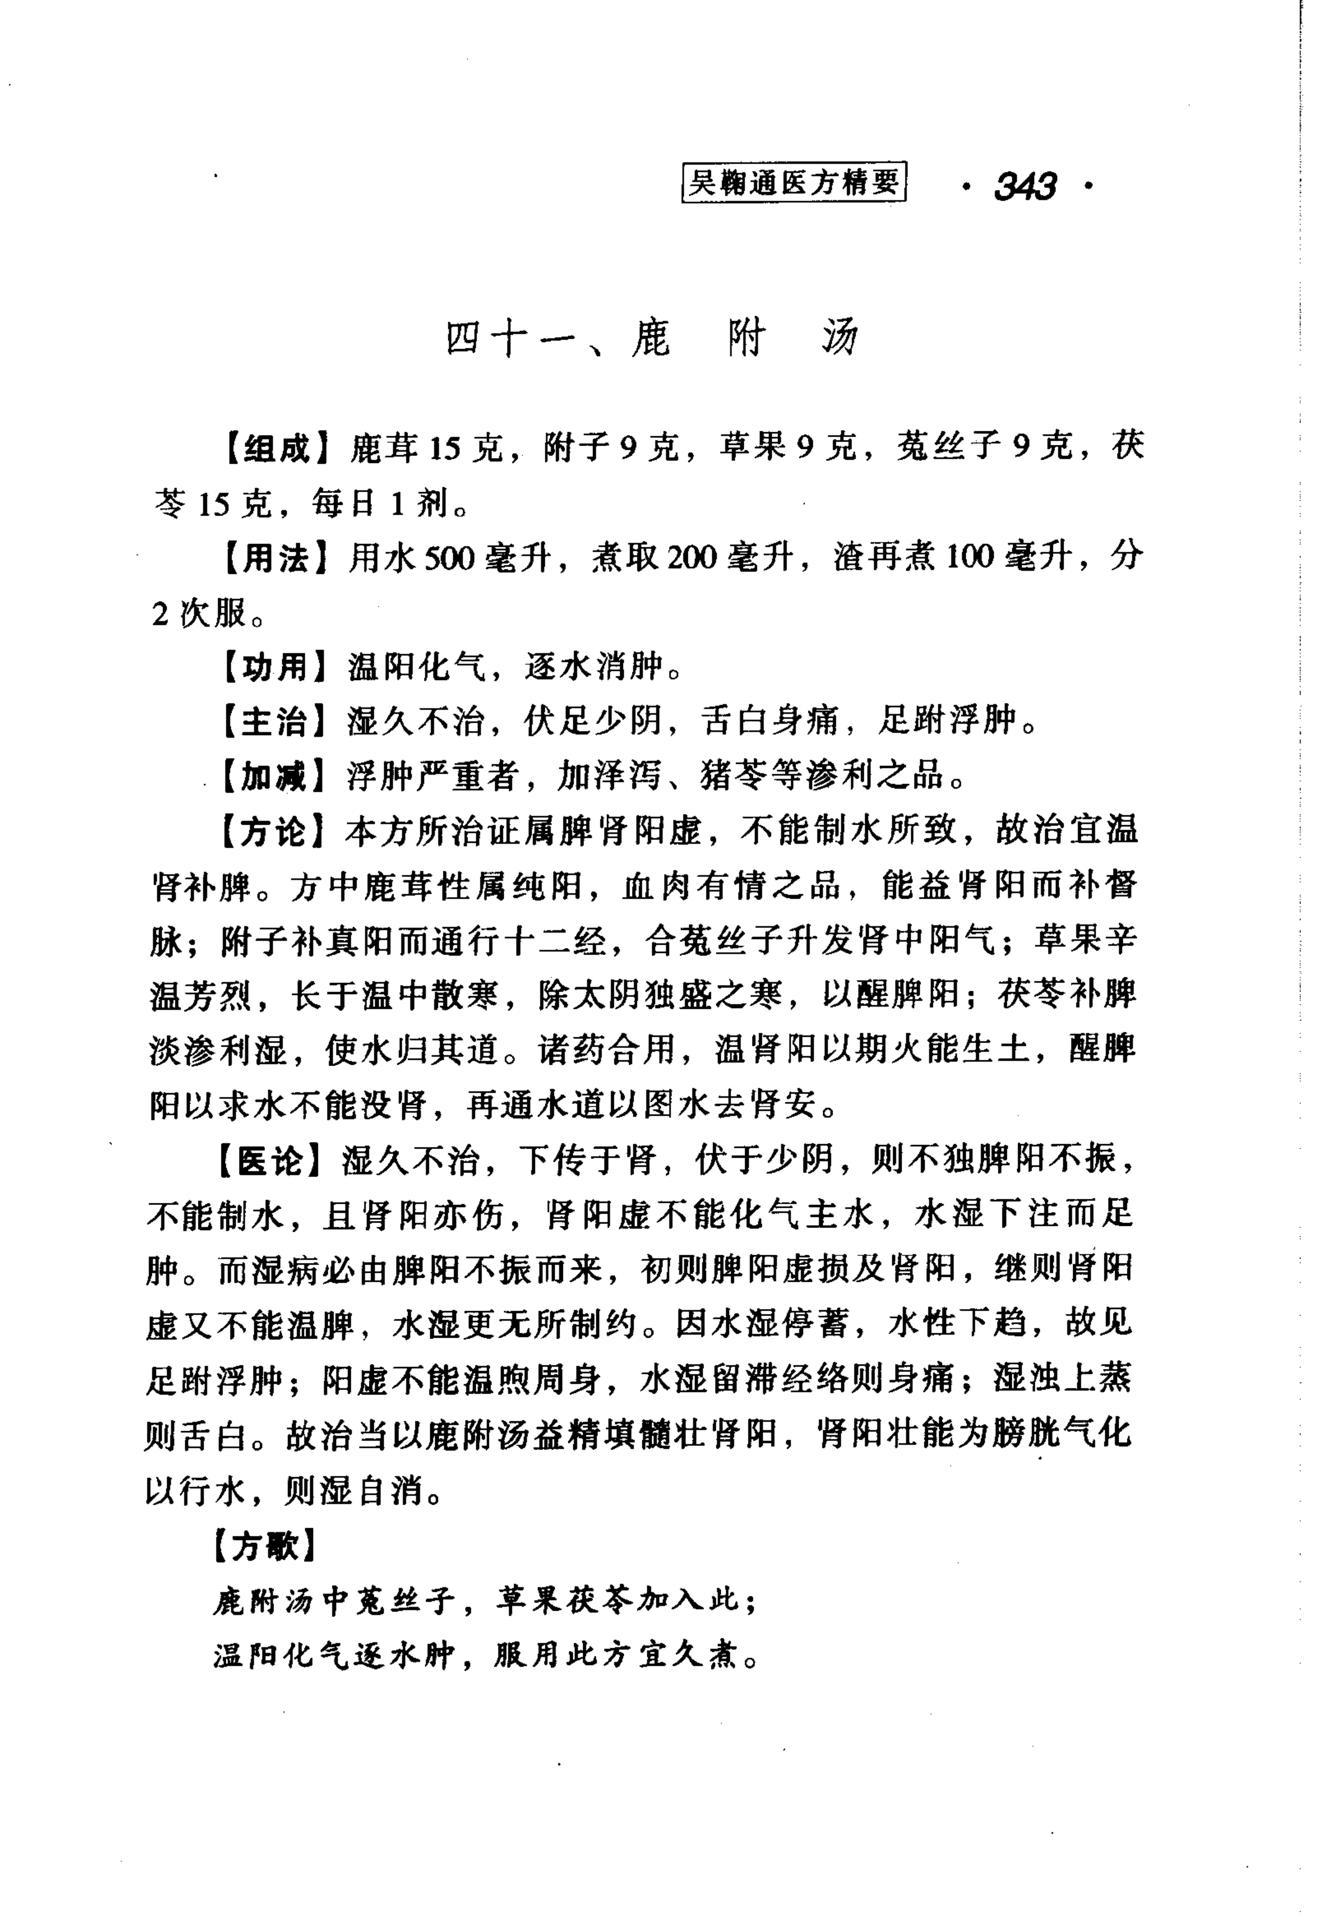 吴鞠通医方精要 · 343 ·
四十一、鹿附汤
【组成】鹿茸 15 克，附子 9 克，草果 9 克，菟丝子 9 克，茯
苓 15 克，每日 1 剂。
【用法】用水 500 毫升，煮取 200 毫升，渣再煮 100 毫升，分
2 次服。
【功用】温阳化气，逐水消肿。
【主治】湿久不治，伏足少阴，舌白身痛，足跗浮肿。
【加减】浮肿严重者，加泽泻、猪苓等渗利之品。
【方论】本方所治证属脾肾阳虚，不能制水所致，故治宜温
肾补脾。方中鹿茸性属纯阳，血肉有情之品，能益肾阳而补督
脉；附子补真阳而通行十二经，合菟丝子升发肾中阳气；草果辛
温芳烈，长于温中散寒，除太阴独盛之寒，以醒脾阳；茯苓补脾
淡渗利湿，使水归其道。诸药合用，温肾阳以期火能生土，醒脾
阳以求水不能没肾，再通水道以图水去肾安。
【医论】湿久不治，下传于肾，伏于少阴，则不独脾阳不振，
不能制水，且肾阳亦伤，肾阳虚不能化气主水，水湿下注而足
肿。而湿病必由脾阳不振而来，初则脾阳虚损及肾阳，继则肾阳
虚又不能温脾，水湿更无所制约。因水湿停蓄，水性下趋，故见
足跗浮肿；阳虚不能温煦周身，水湿留滞经络则身痛；湿浊上蒸
则舌白。故治当以鹿附汤益精填髓壮肾阳，肾阳壮能为膀胱气化
以行水，则湿自消。
【方歌】
鹿附汤中菟丝子，草果茯苓加入此；
温阳化气逐水肿，服用此方宜久煮。